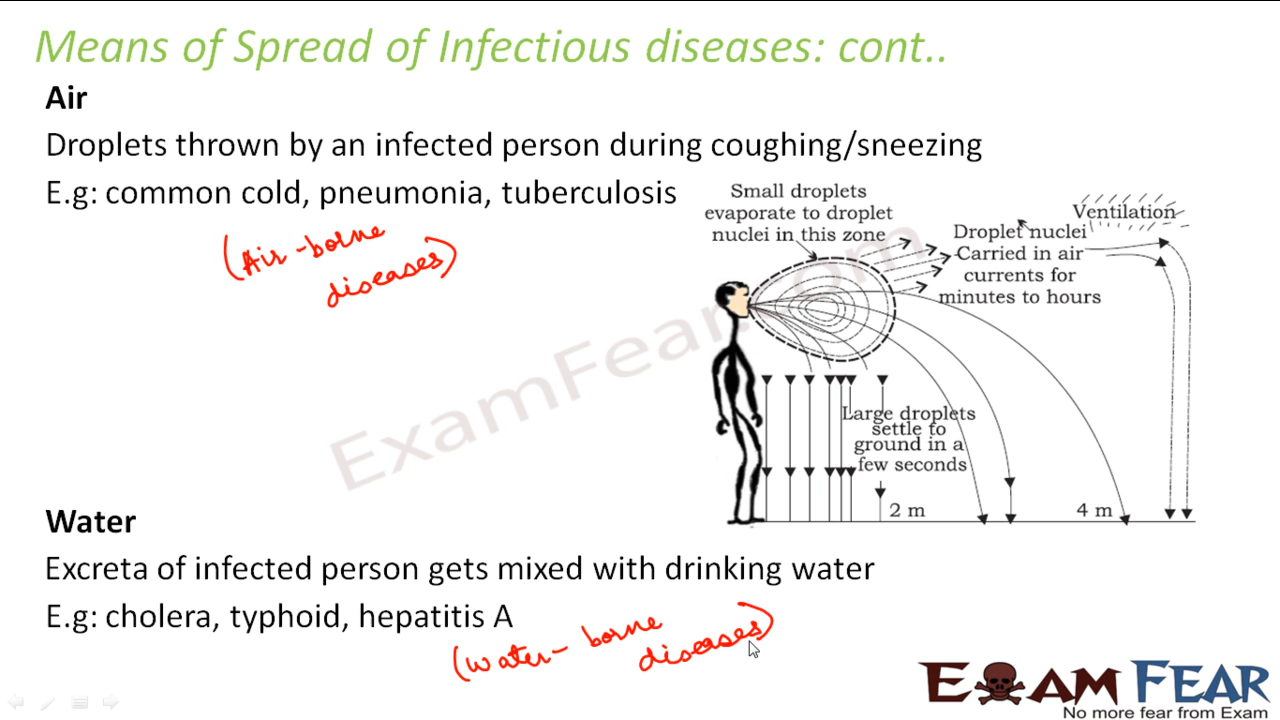 Means of Spread of Infectious diseases: cont..
Air
Droplets thrown by an infected person during coughing/sneezing
E.g: common cold, pneumonia, tuberculosis
(Air-borne
diseases)
Small droplets
evaporate to droplet
nuclei in this zone
Ventilation
Droplet nuclei
Carried in air
currents for
minutes to hours
Large droplets
settle to
ground in a
few seconds
2 m
4 m
ExamFear.com
Water
Excreta of infected person gets mixed with drinking water
E.g: cholera, typhoid, hepatitis A
(water-borne
diseases)
EXAM FEAR
No more fear from Exam